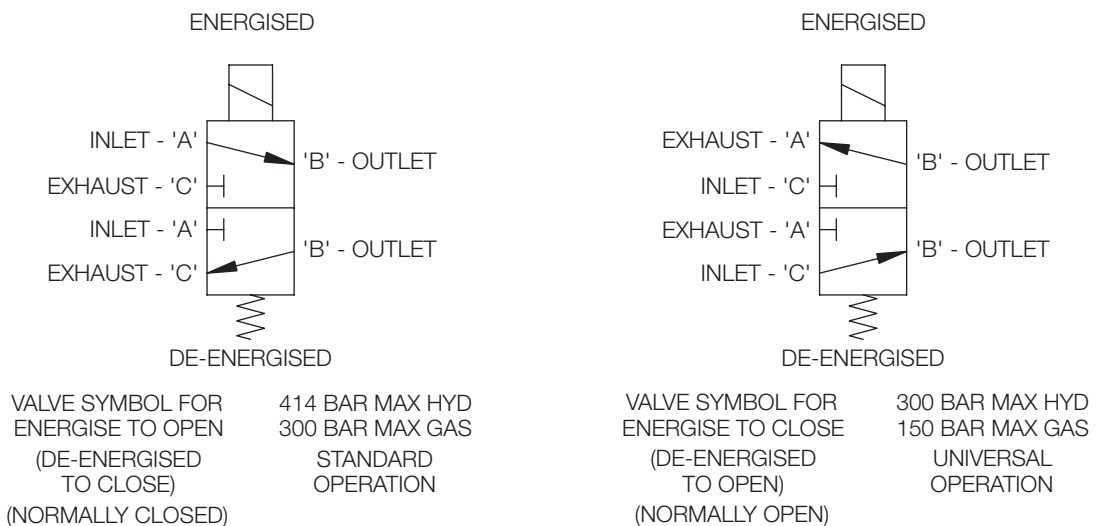 ENERGISED
INLET - 'A'
'B' - OUTLET
EXHAUST - 'C'
INLET - 'A'
'B' - OUTLET
EXHAUST - 'C'
DE-ENERGISED
VALVE SYMBOL FOR
ENERGISE TO OPEN
(DE-ENERGISED
TO CLOSE)
(NORMALLY CLOSED)
414 BAR MAX HYD
300 BAR MAX GAS
STANDARD
OPERATION
ENERGISED
EXHAUST - 'A'
'B' - OUTLET
INLET - 'C'
EXHAUST - 'A'
'B' - OUTLET
INLET - 'C'
DE-ENERGISED
VALVE SYMBOL FOR
ENERGISE TO CLOSE
(DE-ENERGISED
TO OPEN)
(NORMALLY OPEN)
300 BAR MAX HYD
150 BAR MAX GAS
UNIVERSAL
OPERATION